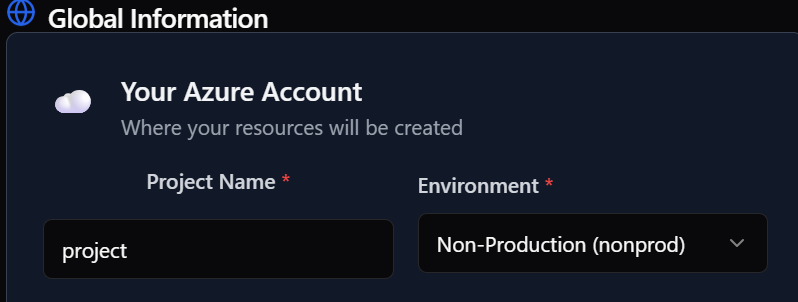 Global Information
Your Azure Account
Where your resources will be created
Project Name *
Environment *
project
Non-Production (nonprod)